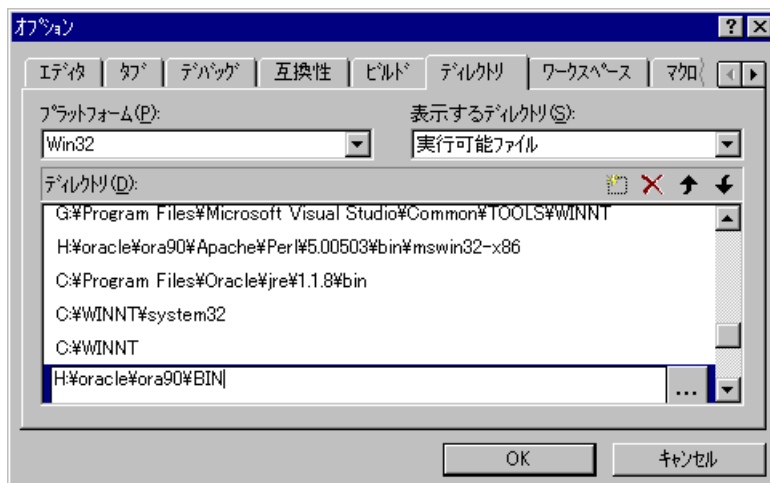 オプション
エディタ タブ デバッグ 互換性 ビルド ディレクトリ ワークスペース マクロ
プラットフォーム(P): 表示するディレクトリ(S):
Win32 実行可能ファイル
ディレクトリ(D):
G:¥Program Files¥Microsoft Visual Studio¥Common¥TOOLS¥WINNT
H:¥oracle¥ora90¥Apache¥Perl¥5.00503¥bin¥mswin32-x86
C:¥Program Files¥Oracle¥jre¥1.1.8¥bin
C:¥WINNT¥system32
C:¥WINNT
H:¥oracle¥ora90¥BIN
...
OK キャンセル